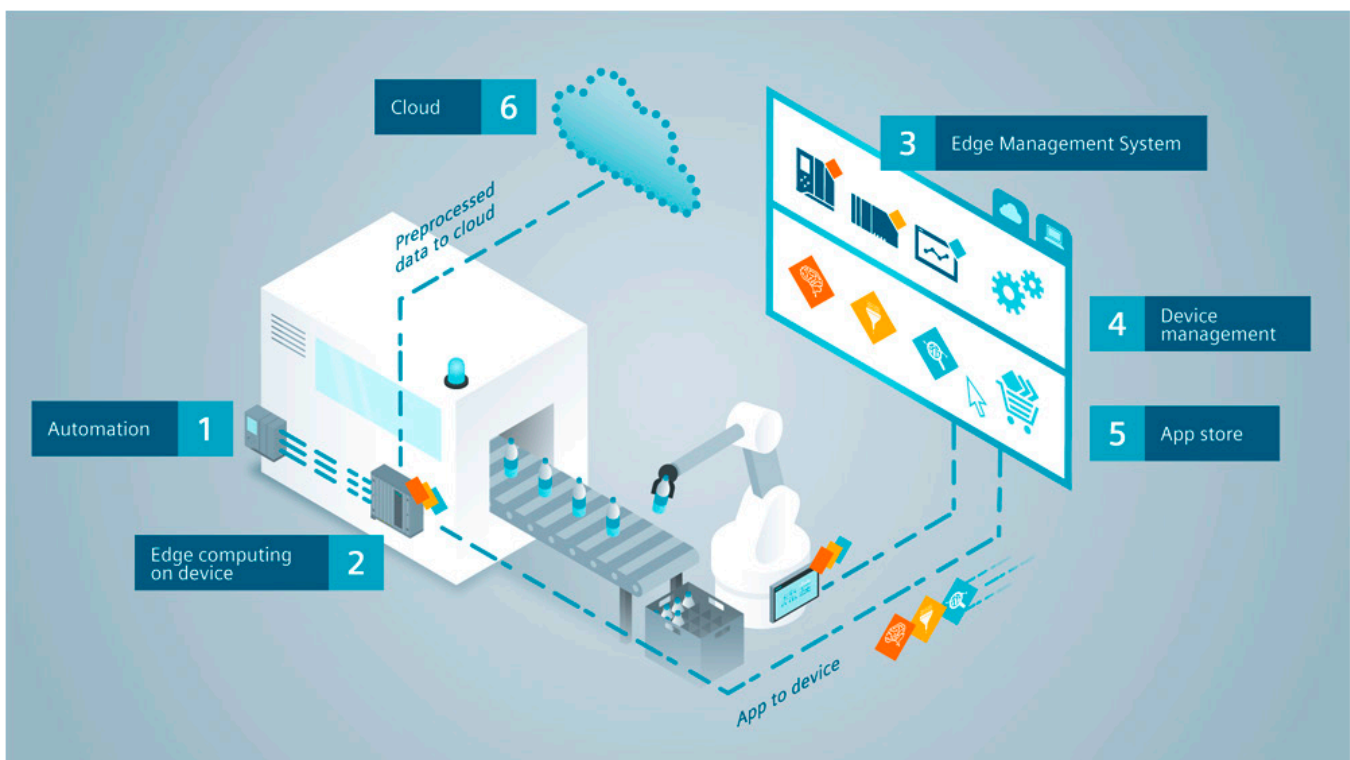 Cloud 6
3 Edge Management System
Preprocessed
data to cloud
4 Device
management
Automation 1
5 App store
Edge computing
on device 2
App to device